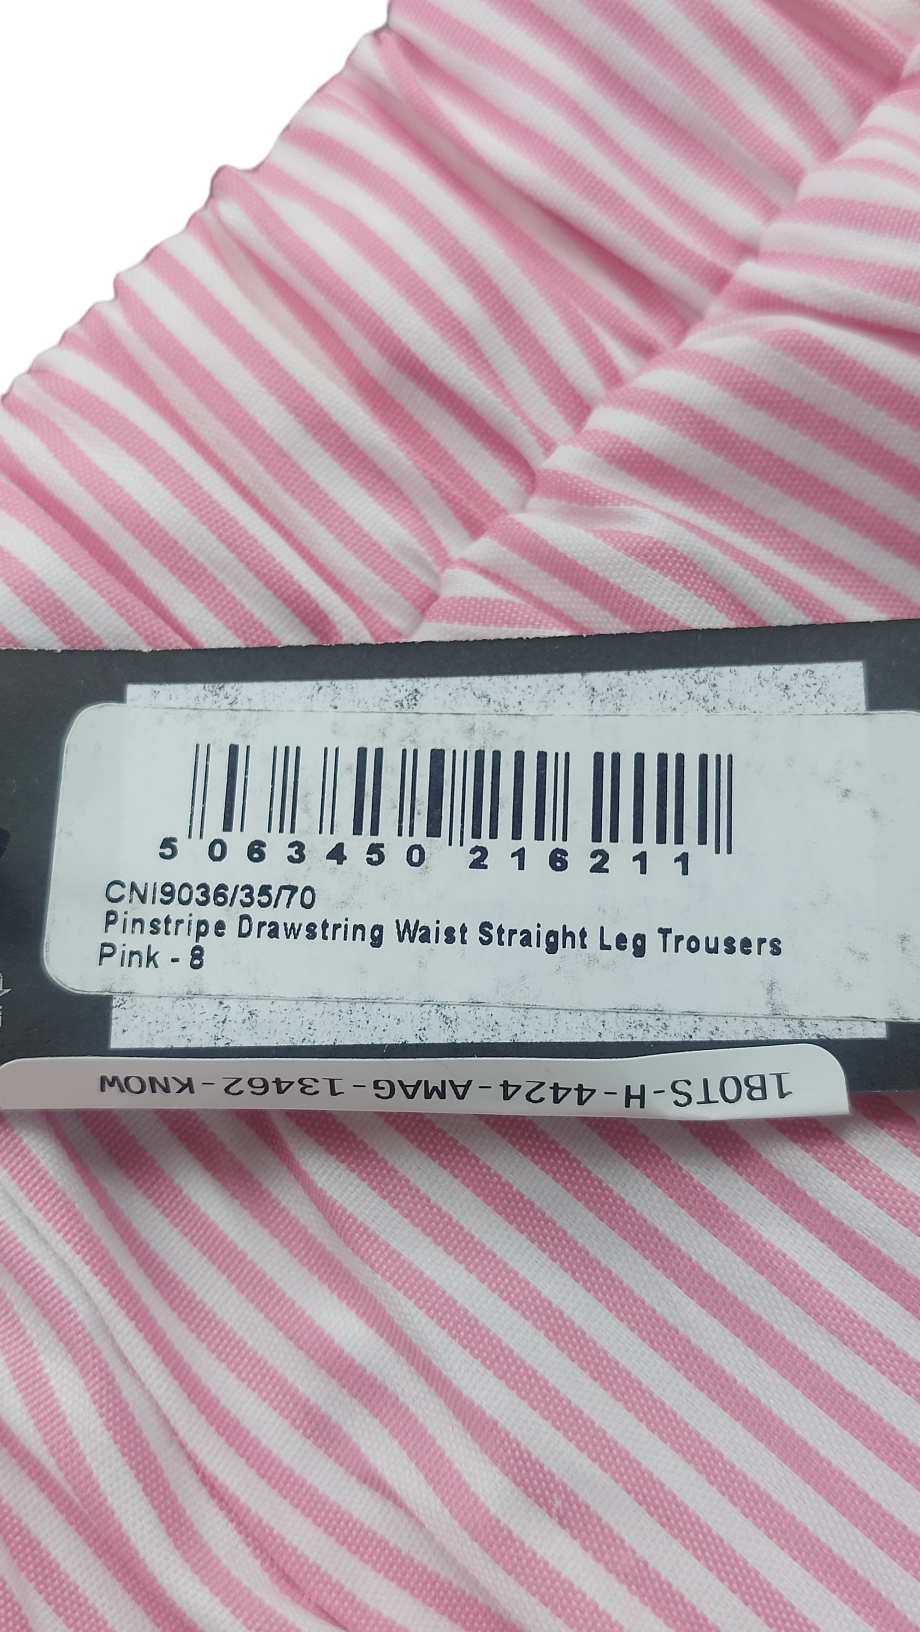 5 063450 216211
CNI9036/35/70
Pinstripe Drawstring Waist Straight Leg Trousers
Pink - 8
1BOTS-H-4424-AMAG-13462-KNOW